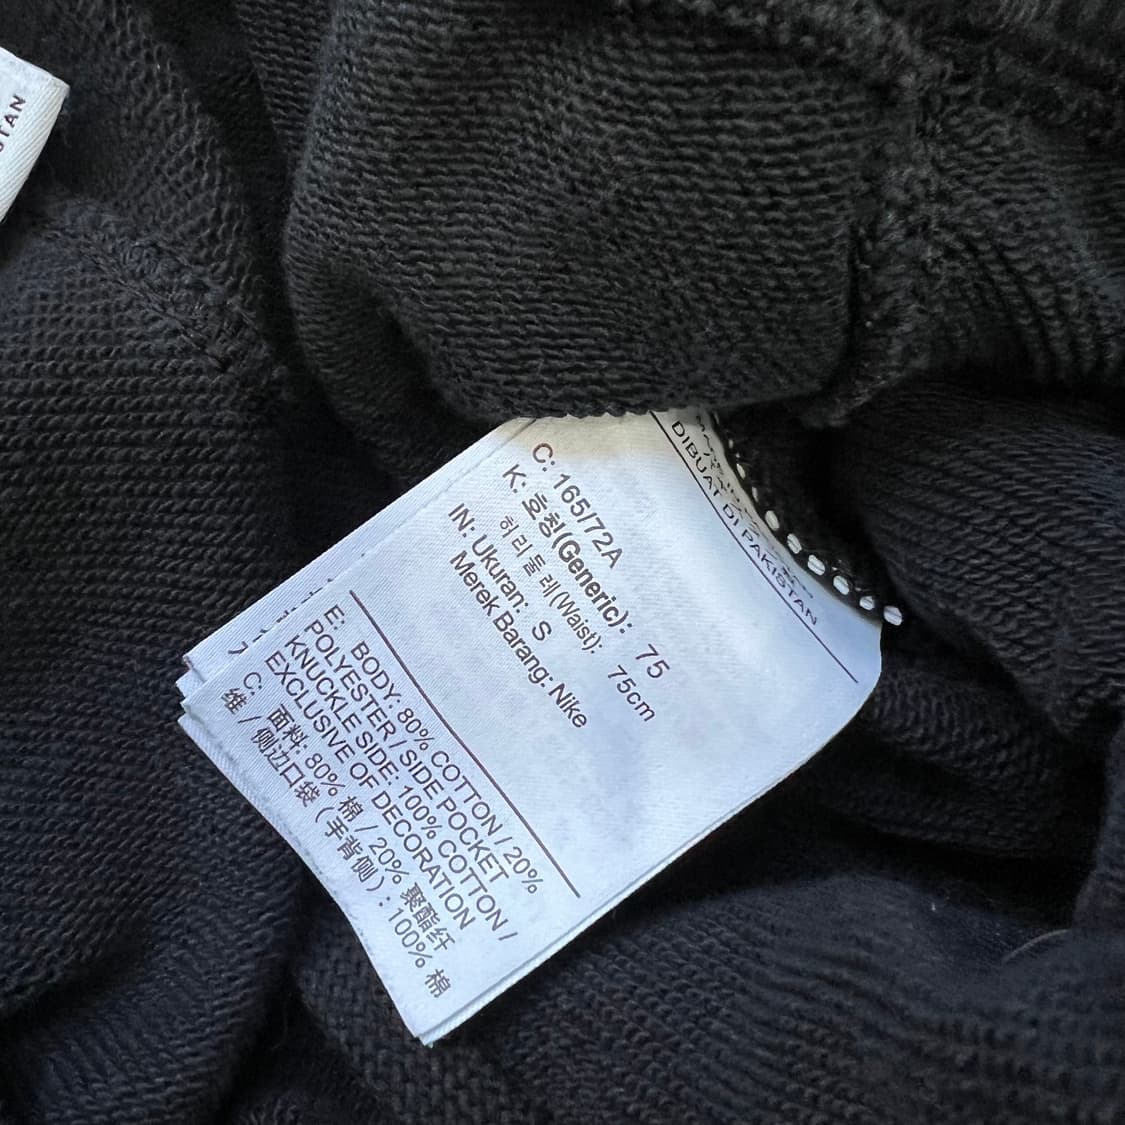 STAN
DIBUAT DI PAKISTAN
C: 165/72A
K: 호칭(Generic): 75
허리둘레(Waist): 75cm
IN: Ukuran: S
Merek Barang: Nike
E: BODY: 80% COTTON / 20%
POLYESTER / SIDE POCKET
KNUCKLE SIDE: 100% COTTON /
EXCLUSIVE OF DECORATION
C: 面料: 80% 棉 / 20% 聚酯纤
维 / 侧边口袋 (手背侧) : 100% 棉